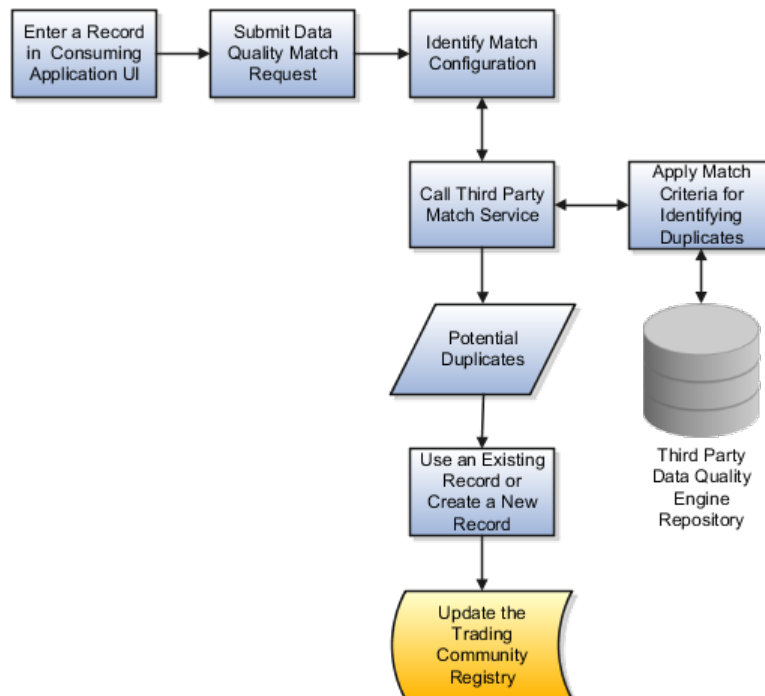 Enter a Record
in Consuming
Application UI
Submit Data
Quality Match
Request
Identify Match
Configuration
Call Third Party
Match Service
Apply Match
Criteria for
Identifying
Duplicates
Potential
Duplicates
Third Party
Data Quality
Engine
Repository
Use an Existing
Record or
Create a New
Record
Update the
Trading
Community
Registry